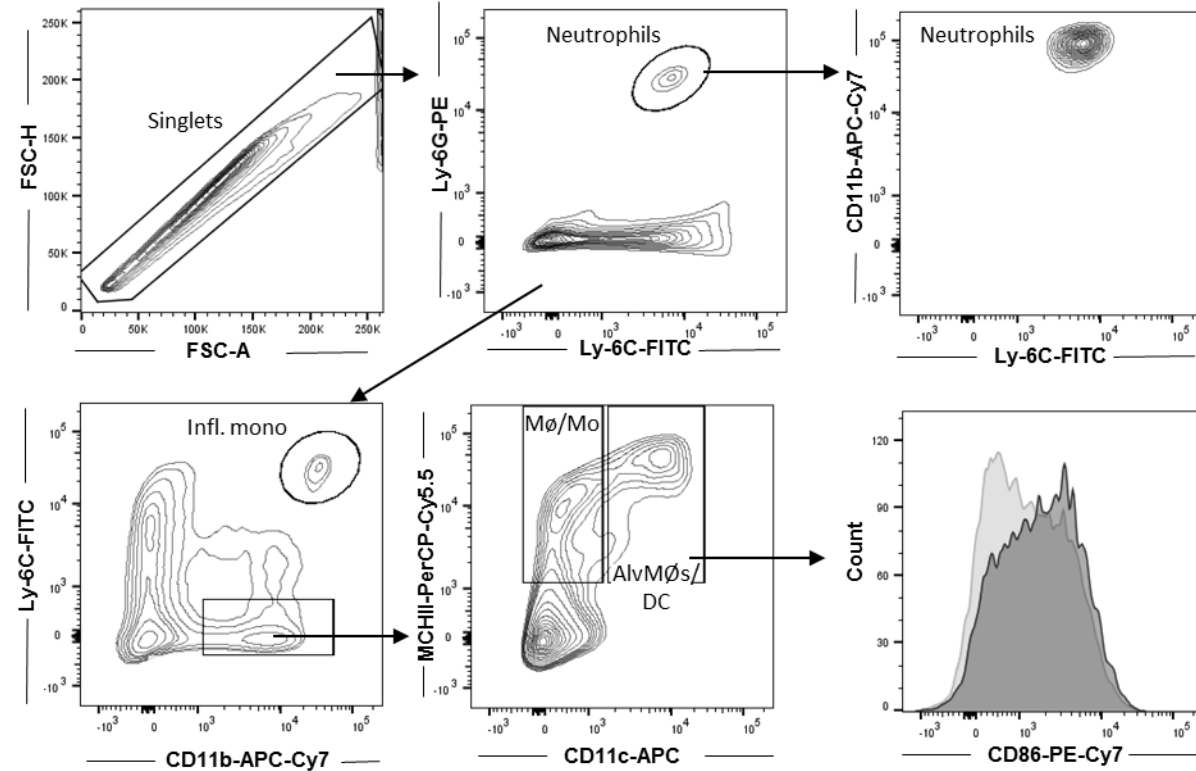 250K
200K
150K
100K
50K
0
FSC-H
Singlets
0 50K 100K 150K 200K 250K
FSC-A
10^5
10^4
10^3
0
-10^3
Ly-6G-PE
Neutrophils
-10^3 0 10^3 10^4 10^5
Ly-6C-FITC
10^5
10^4
10^3
0
-10^3
CD11b-APC-Cy7
Neutrophils
-10^3 0 10^3 10^4 10^5
Ly-6C-FITC
10^5
10^4
10^3
0
-10^3
Ly-6C-FITC
Infl. mono
-10^3 0 10^3 10^4 10^5
CD11b-APC-Cy7
10^5
10^4
10^3
0
-10^3
MCHII-PerCP-Cy5.5
Mø/Mo
AlvMØs/
DC
-10^3 0 10^3 10^4 10^5
CD11c-APC
120
90
60
30
0
Count
-10^3 0 10^3 10^4 10^5
CD86-PE-Cy7